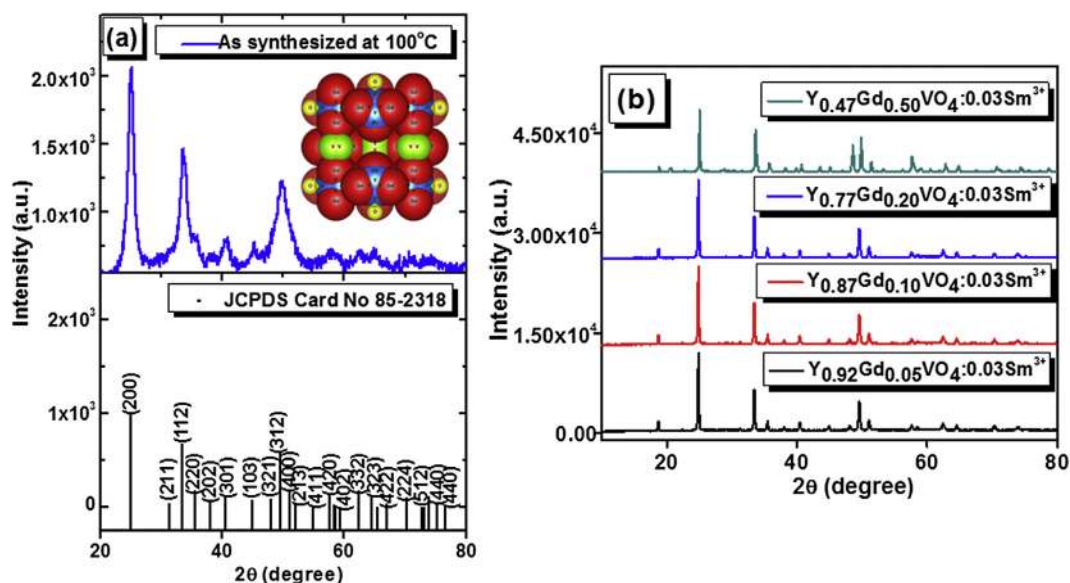 (a)
As synthesized at 100°C
2.0x10³
1.5x10³
1.0x10³
JCPDS Card No 85-2318
2x10³
1x10³
0
Intensity (a.u.)
(200)
(211)
(112)
(220)
(202)
(301)
(103)
(321)
(312)
(400)
(213)
(411)
(420)
(402)
(332)
(323)
(422)
(224)
(512)
(440)
(440)
20 40 60 80
2θ (degree)
(b)
Y₀.₄₇Gd₀.₅₀VO₄:0.03Sm³⁺
Y₀.₇₇Gd₀.₂₀VO₄:0.03Sm³⁺
Y₀.₈₇Gd₀.₁₀VO₄:0.03Sm³⁺
Y₀.₉₂Gd₀.₀₅VO₄:0.03Sm³⁺
4.50x10⁴
3.00x10⁴
1.50x10⁴
0.00
Intensity (a.u.)
20 40 60 80
2θ (degree)